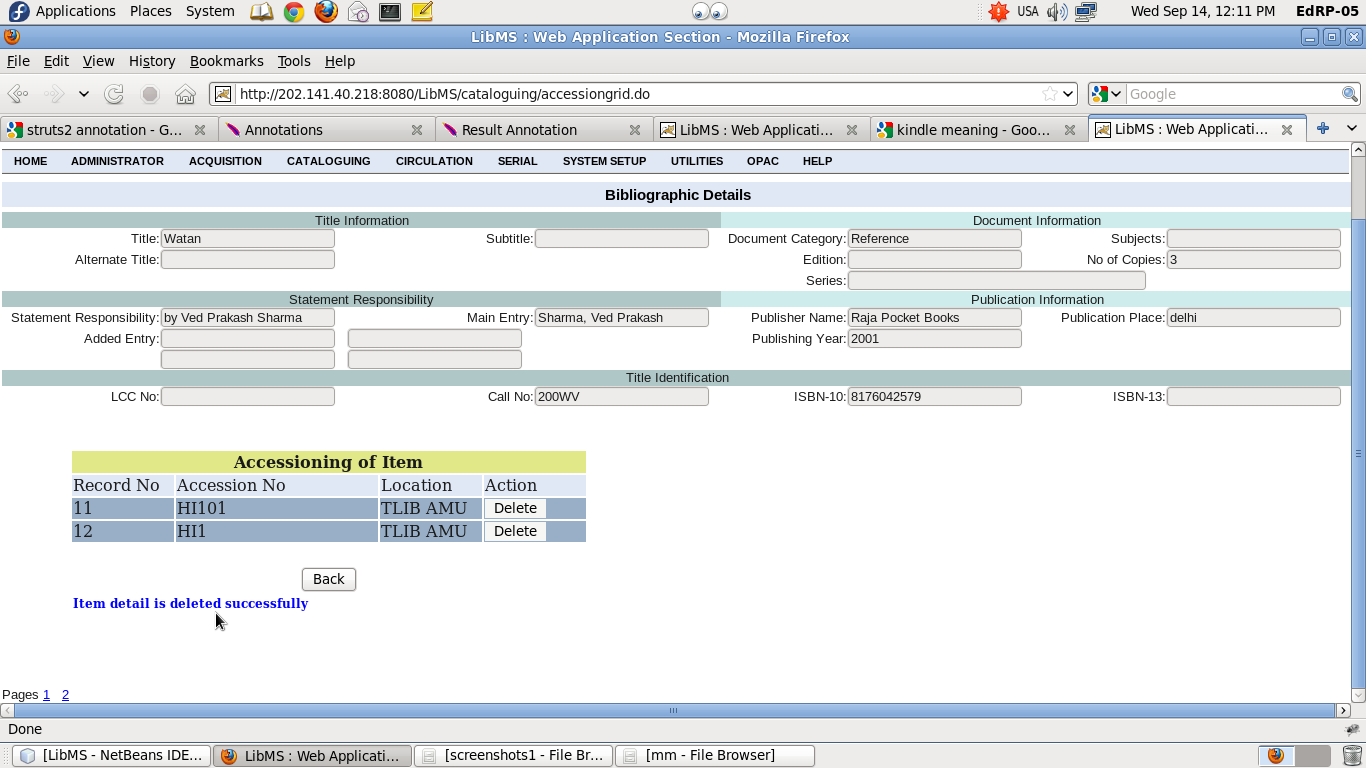 Applications Places System USA Wed Sep 14, 12:11 PM EdRP-05
LibMS : Web Application Section - Mozilla Firefox
File Edit View History Bookmarks Tools Help
http://202.141.40.218:8080/LibMS/cataloguing/accessiongrid.do Google
struts2 annotation - G... Annotations Result Annotation LibMS : Web Applicati... kindle meaning - Goo... LibMS : Web Applicati...
HOME ADMINISTRATOR ACQUISITION CATALOGUING CIRCULATION SERIAL SYSTEM SETUP UTILITIES OPAC HELP
Bibliographic Details
Title Information Document Information
Title: Watan Subtitle: Document Category: Reference Subjects:
Alternate Title: Edition: No of Copies: 3
Series:
Statement Responsibility Publication Information
Statement Responsibility: by Ved Prakash Sharma Main Entry: Sharma, Ved Prakash Publisher Name: Raja Pocket Books Publication Place: delhi
Added Entry: Publishing Year: 2001
Title Identification
LCC No: Call No: 200WV ISBN-10: 8176042579 ISBN-13:
Accessioning of Item
Record No Accession No Location Action
11 HI101 TLIB AMU Delete
12 HI1 TLIB AMU Delete
Back
Item detail is deleted successfully
Pages 1 2
Done
[LibMS - NetBeans IDE... LibMS : Web Applicati... [screenshots1 - File Br... [mm - File Browser]